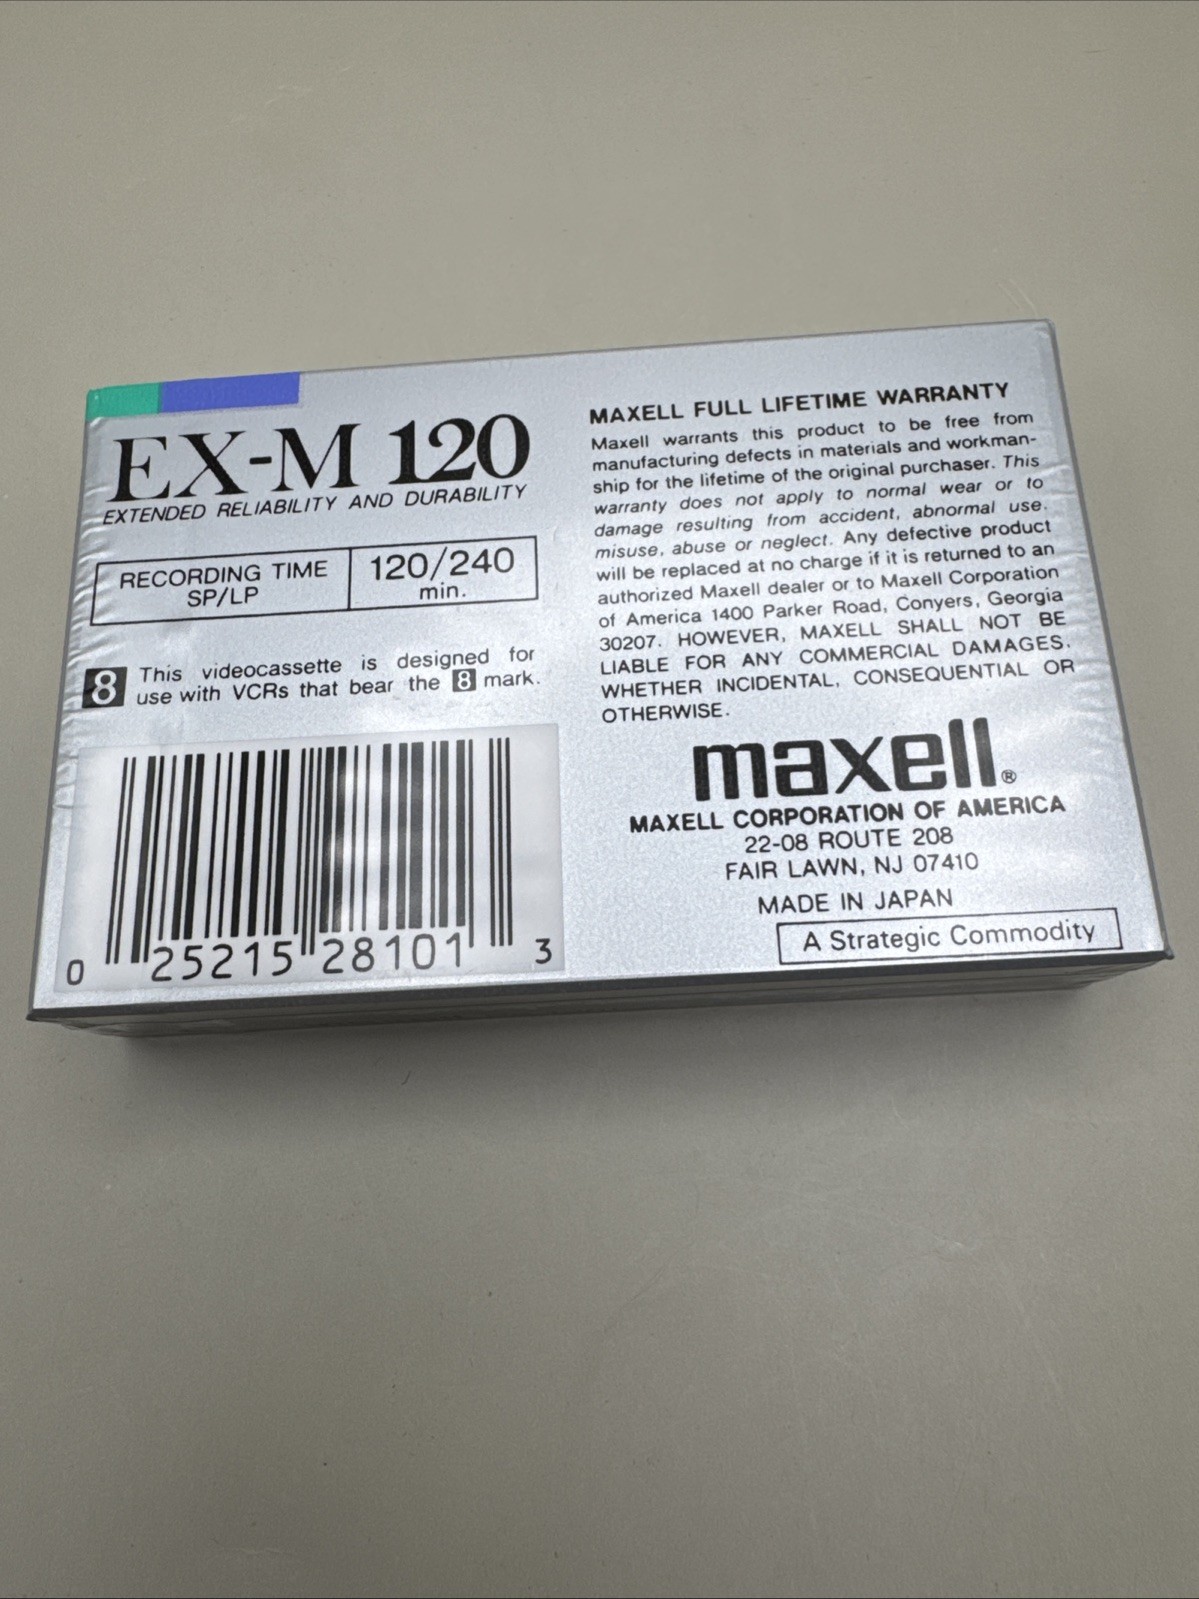 EX-M 120
EXTENDED RELIABILITY AND DURABILITY
RECORDING TIME
SP/LP
120/240
min.
8 This videocassette is designed for
use with VCRs that bear the 8 mark.
0 25215 28101 3
MAXELL FULL LIFETIME WARRANTY
Maxell warrants this product to be free from
manufacturing defects in materials and workman-
ship for the lifetime of the original purchaser. This
warranty does not apply to normal wear or to
damage resulting from accident, abnormal use.
misuse, abuse or neglect. Any defective product
will be replaced at no charge if it is returned to an
authorized Maxell dealer or to Maxell Corporation
of America 1400 Parker Road, Conyers, Georgia
30207. HOWEVER, MAXELL SHALL NOT BE
LIABLE FOR ANY COMMERCIAL DAMAGES,
WHETHER INCIDENTAL, CONSEQUENTIAL OR
OTHERWISE.
maxell®
MAXELL CORPORATION OF AMERICA
22-08 ROUTE 208
FAIR LAWN, NJ 07410
MADE IN JAPAN
A Strategic Commodity